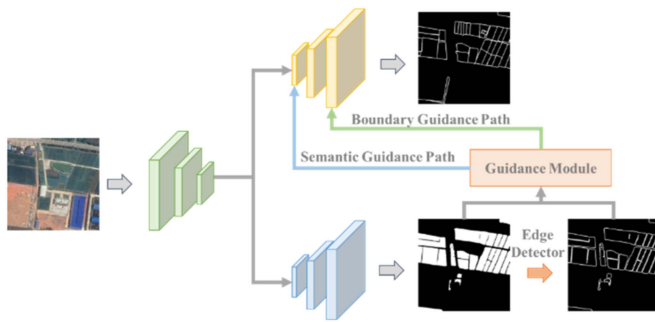 Boundary Guidance Path
Semantic Guidance Path
Guidance Module
Edge
Detector